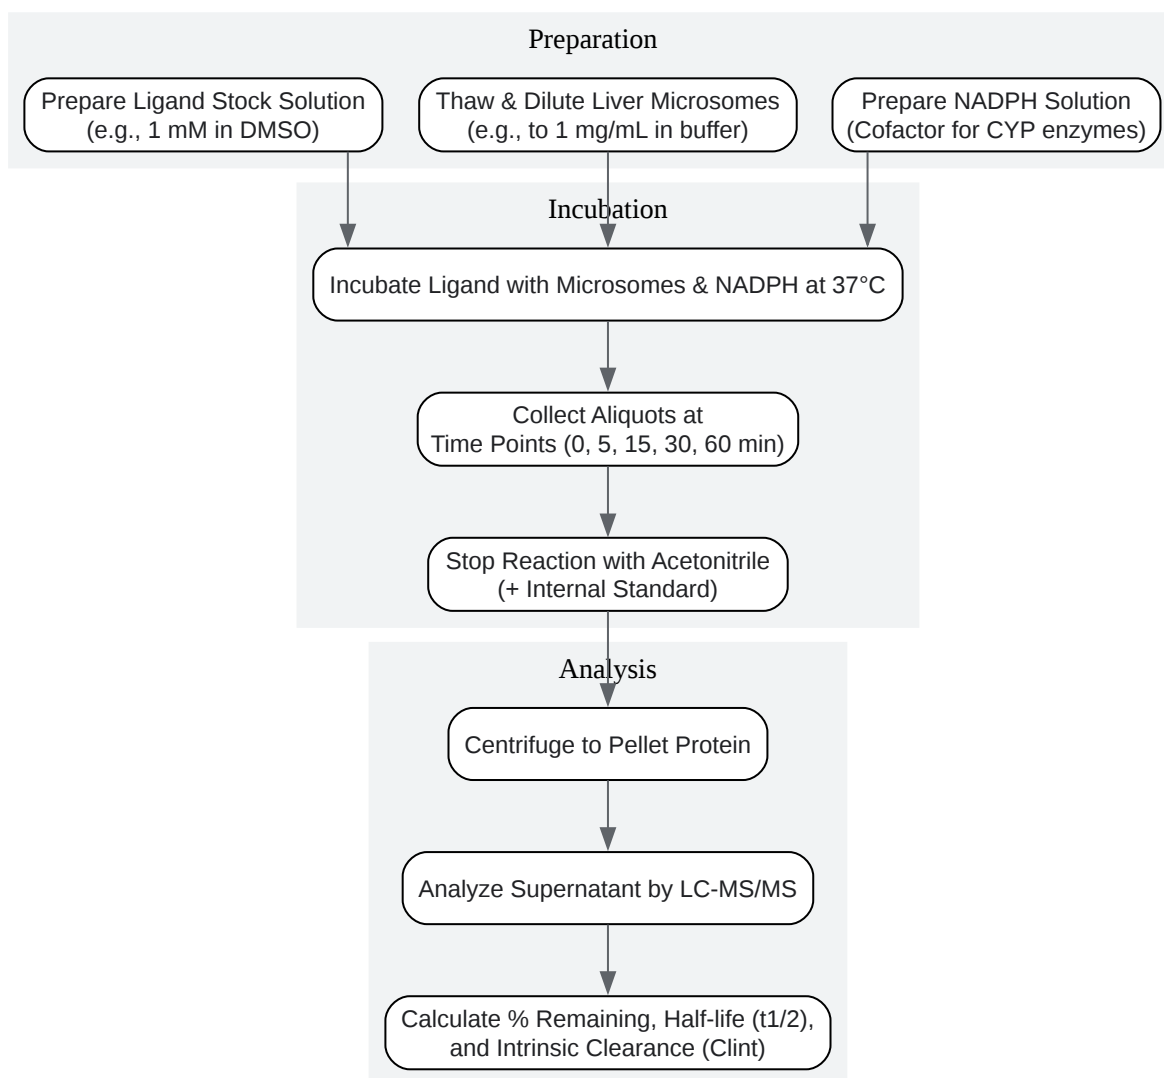 Preparation
Prepare Ligand Stock Solution
(e.g., 1 mM in DMSO)
Thaw & Dilute Liver Microsomes
(e.g., to 1 mg/mL in buffer)
Prepare NADPH Solution
(Cofactor for CYP enzymes)
Incubation
Incubate Ligand with Microsomes & NADPH at 37°C
Collect Aliquots at
Time Points (0, 5, 15, 30, 60 min)
Stop Reaction with Acetonitrile
(+ Internal Standard)
Analysis
Centrifuge to Pellet Protein
Analyze Supernatant by LC-MS/MS
Calculate % Remaining, Half-life (t1/2),
and Intrinsic Clearance (Clint)